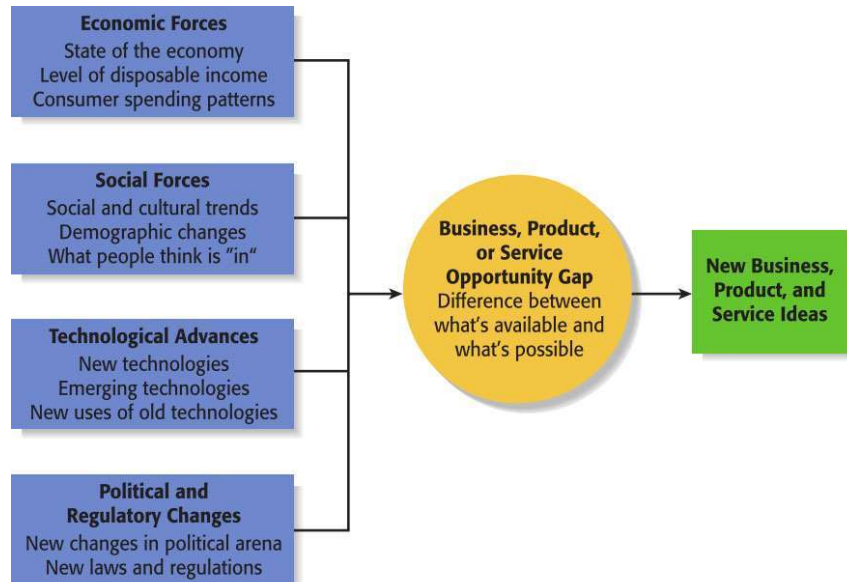 Economic Forces
State of the economy
Level of disposable income
Consumer spending patterns
Social Forces
Social and cultural trends
Demographic changes
What people think is "in"
Technological Advances
New technologies
Emerging technologies
New uses of old technologies
Political and
Regulatory Changes
New changes in political arena
New laws and regulations
Business, Product,
or Service
Opportunity Gap
Difference between
what's available and
what's possible
New Business,
Product, and
Service Ideas